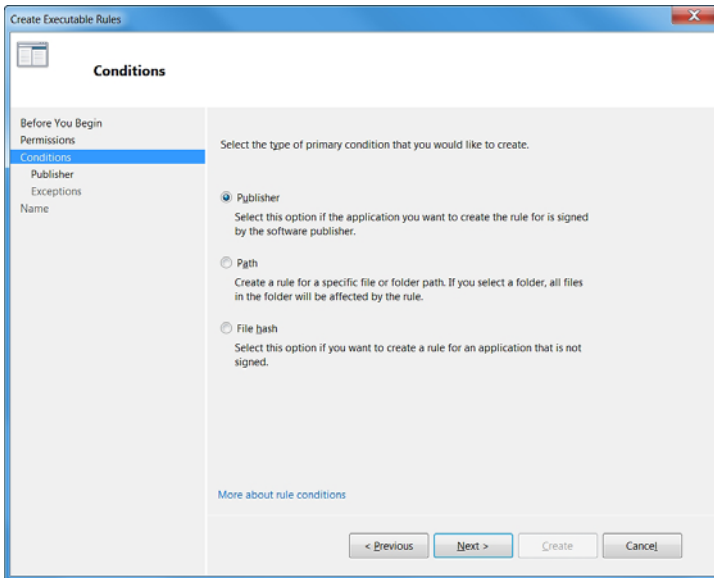 Create Executable Rules
Conditions
Before You Begin
Permissions
Conditions
Publisher
Exceptions
Name
Select the type of primary condition that you would like to create.
Publisher
Select this option if the application you want to create the rule for is signed
by the software publisher.
Path
Create a rule for a specific file or folder path. If you select a folder, all files
in the folder will be affected by the rule.
File hash
Select this option if you want to create a rule for an application that is not
signed.
More about rule conditions
< Previous
Next >
Create
Cancel